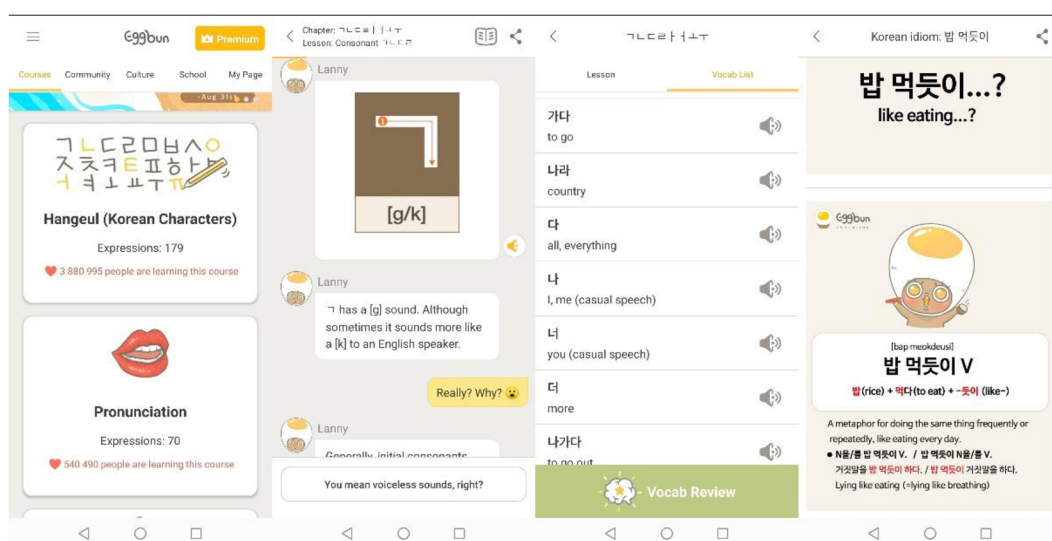 Eggbun
Premium
Courses Community Culture School My Page
-Aug 31st
ㄱㄴㄷㄹㅁㅂㅅㅇ
ㅈㅊㅋㅌㅍㅎㅏㅑ
ㅓㅕㅗㅛㅜㅠ
Hangeul (Korean Characters)
Expressions: 179
3 880 995 people are learning this course
Pronunciation
Expressions: 70
540 490 people are learning this course
Chapter: ㄱㄴㄷㄹㅏㅓㅗㅜ
Lesson: Consonant ㄱㄴㄷㄹ
Lanny
1
[g/k]
Lanny
ㄱ has a [g] sound. Although
sometimes it sounds more like
a [k] to an English speaker.
Really? Why? 😮
Lanny
Generally, initial consonants
You mean voiceless sounds, right?
ㄱㄴㄷㄹㅏㅓㅗㅜ
Lesson Vocab List
가다
to go
나라
country
다
all, everything
나
I, me (casual speech)
너
you (casual speech)
더
more
나가다
to go out
Vocab Review
Korean idiom: 밥 먹듯이
밥 먹듯이...?
like eating...?
Eggbun
EDUCATION
[bap meokdeusi]
밥 먹듯이 V
밥(rice) + 먹다(to eat) + -듯이 (like~)
A metaphor for doing the same thing frequently or
repeatedly, like eating every day.
● N을/를 밥 먹듯이 V. / 밥 먹듯이 N을/를 V.
거짓말을 밥 먹듯이 하다. / 밥 먹듯이 거짓말을 하다.
Lying like eating (=lying like breathing)